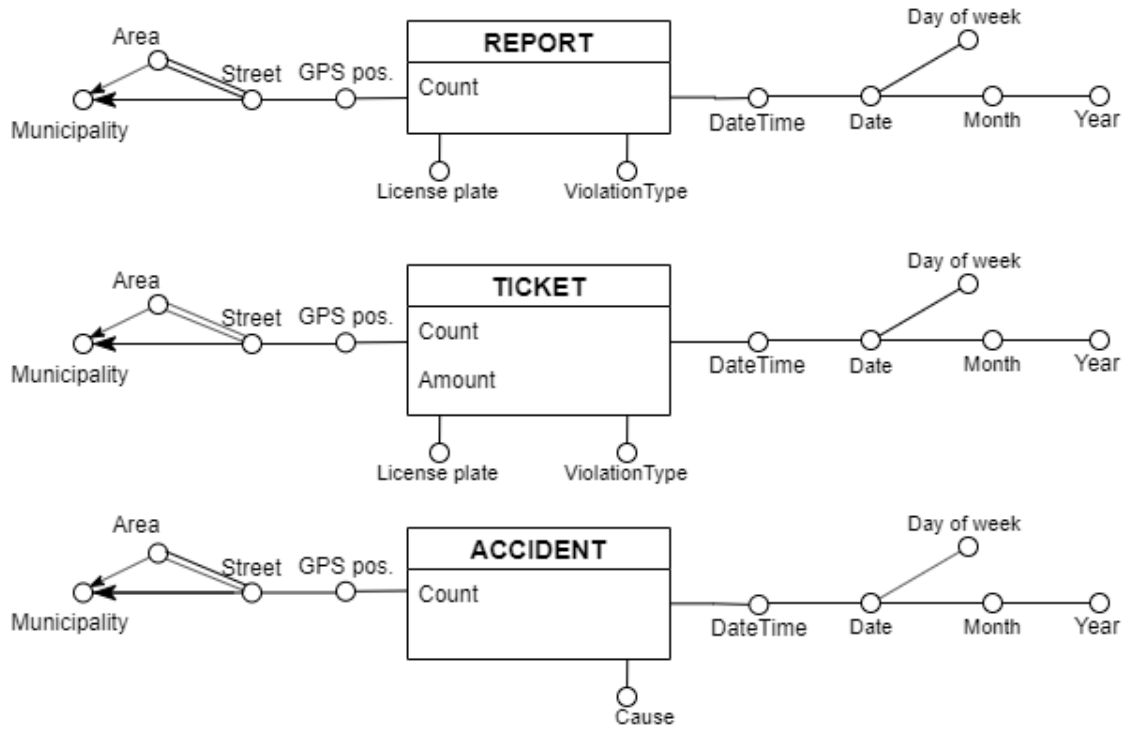 Area
Street
GPS pos.
Municipality
REPORT
Count
License plate
ViolationType
DateTime
Date
Day of week
Month
Year
Area
Street
GPS pos.
Municipality
TICKET
Count
Amount
License plate
ViolationType
DateTime
Date
Day of week
Month
Year
Area
Street
GPS pos.
Municipality
ACCIDENT
Count
Cause
DateTime
Date
Day of week
Month
Year